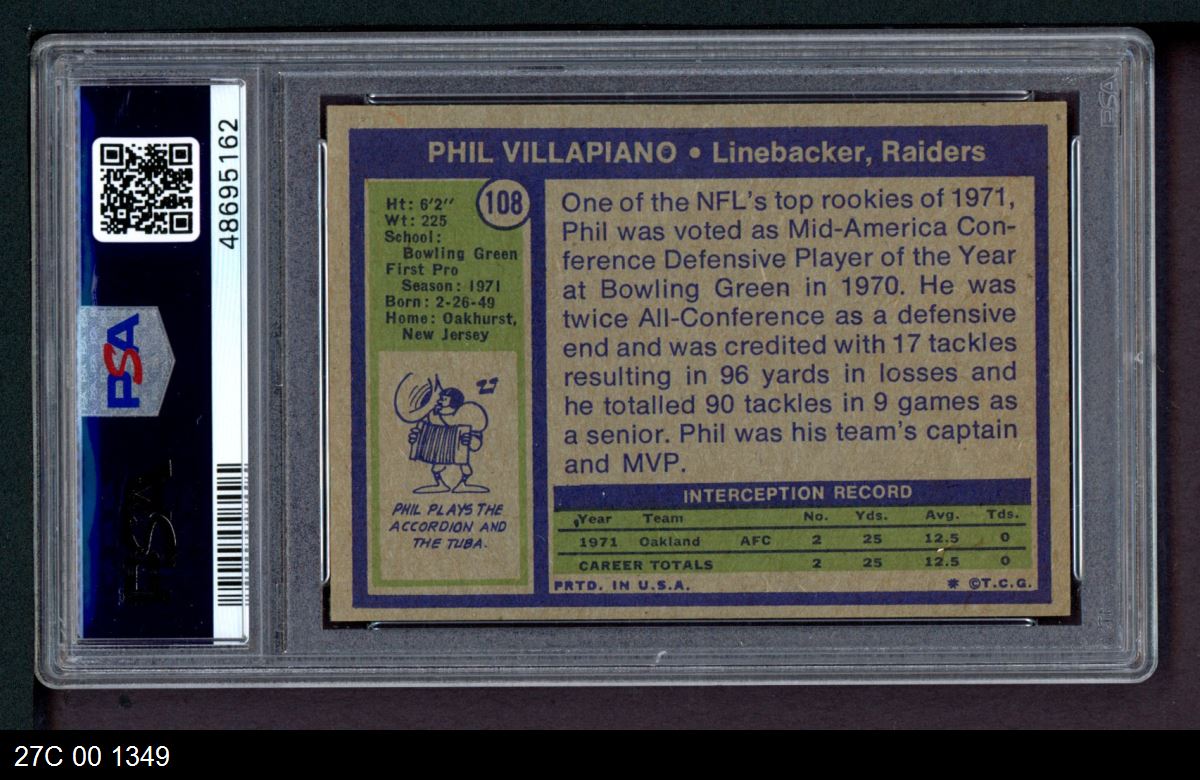 48695162
PSA
PSA
PSA
PHIL VILLAPIANO • Linebacker, Raiders
108
Ht: 6'2''
Wt: 225
School:
Bowling Green
First Pro
Season: 1971
Born: 2-26-49
Home: Oakhurst,
New Jersey
PHIL PLAYS THE
ACCORDION AND
THE TUBA.
One of the NFL's top rookies of 1971,
Phil was voted as Mid-America Con-
ference Defensive Player of the Year
at Bowling Green in 1970. He was
twice All-Conference as a defensive
end and was credited with 17 tackles
resulting in 96 yards in losses and
he totalled 90 tackles in 9 games as
a senior. Phil was his team's captain
and MVP.
INTERCEPTION RECORD
Year Team No. Yds. Avg. Tds.
1971 Oakland AFC 2 25 12.5 0
CAREER TOTALS 2 25 12.5 0
PRTD. IN U.S.A. * ©T.C.G.
27C 00 1349